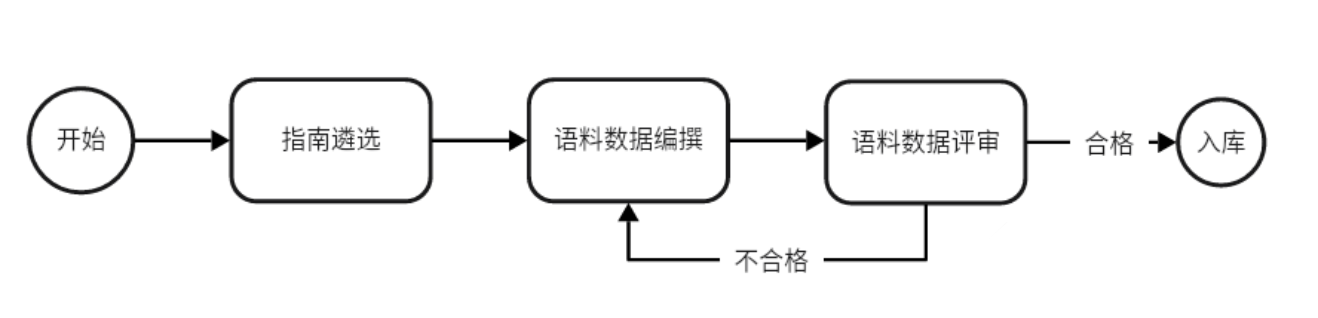 开始
指南遴选
语料数据编撰
语料数据评审
合格
入库
不合格